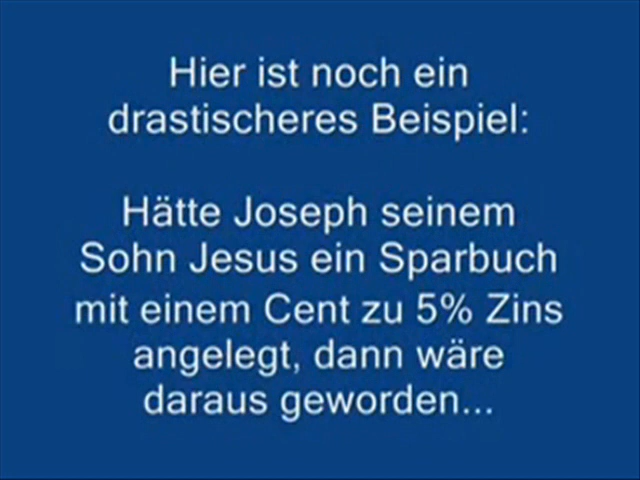 Hier ist noch ein
drastischeres Beispiel:
Hätte Joseph seinem
Sohn Jesus ein Sparbuch
mit einem Cent zu 5% Zins
angelegt, dann wäre
daraus geworden...